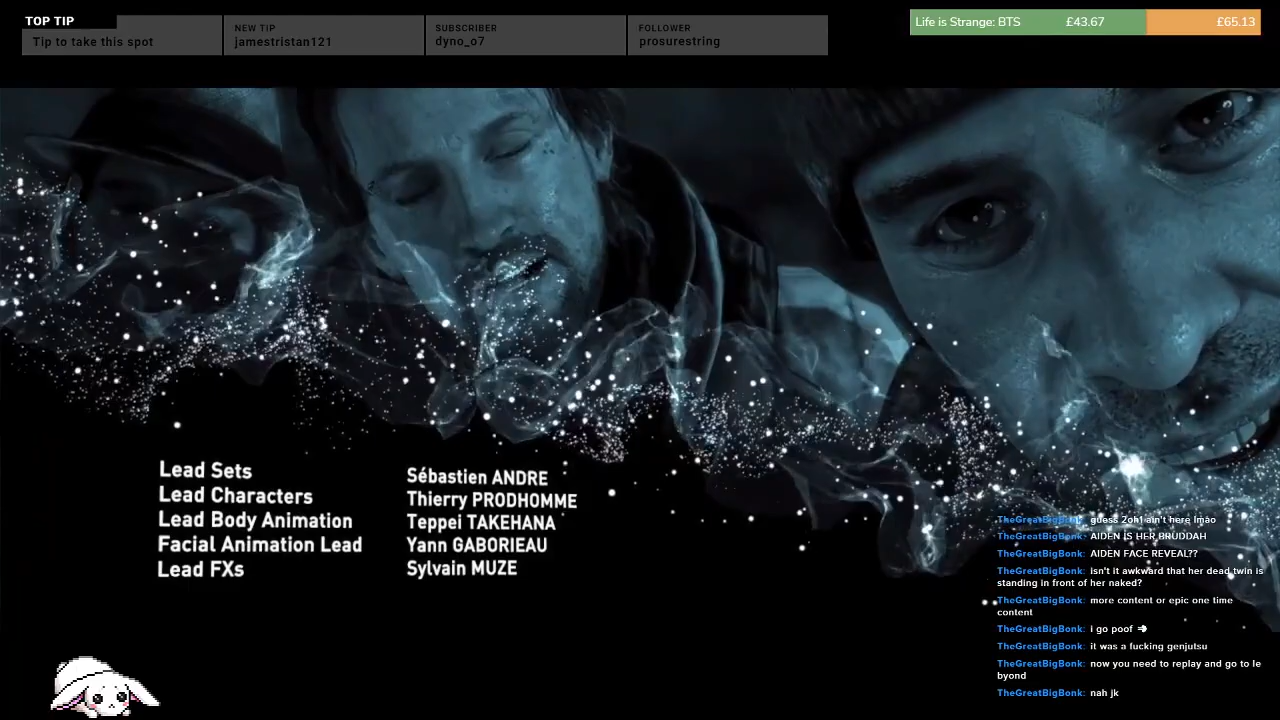 TOP TIP
Tip to take this spot
NEW TIP
jamestristan121
SUBSCRIBER
dyno_o7
FOLLOWER
prosurestring
Life is Strange: BTS £43.67 £65.13
Lead Sets Sébastien ANDRE
Lead Characters Thierry PRODHOMME
Lead Body Animation Teppei TAKEHANA
Facial Animation Lead Yann GABORIEAU
Lead FXs Sylvain MUZE
TheGreatBigBonk: guess 2oh1 ain't here lmao
TheGreatBigBonk: AIDEN IS HER BRUDDAH
TheGreatBigBonk: AIDEN FACE REVEAL??
TheGreatBigBonk: isn't it awkward that her dead twin is
standing in front of her naked?
TheGreatBigBonk: more content or epic one time
content
TheGreatBigBonk: i go poof
TheGreatBigBonk: it was a fucking genjutsu
TheGreatBigBonk: now you need to replay and go to le
byond
TheGreatBigBonk: nah jk